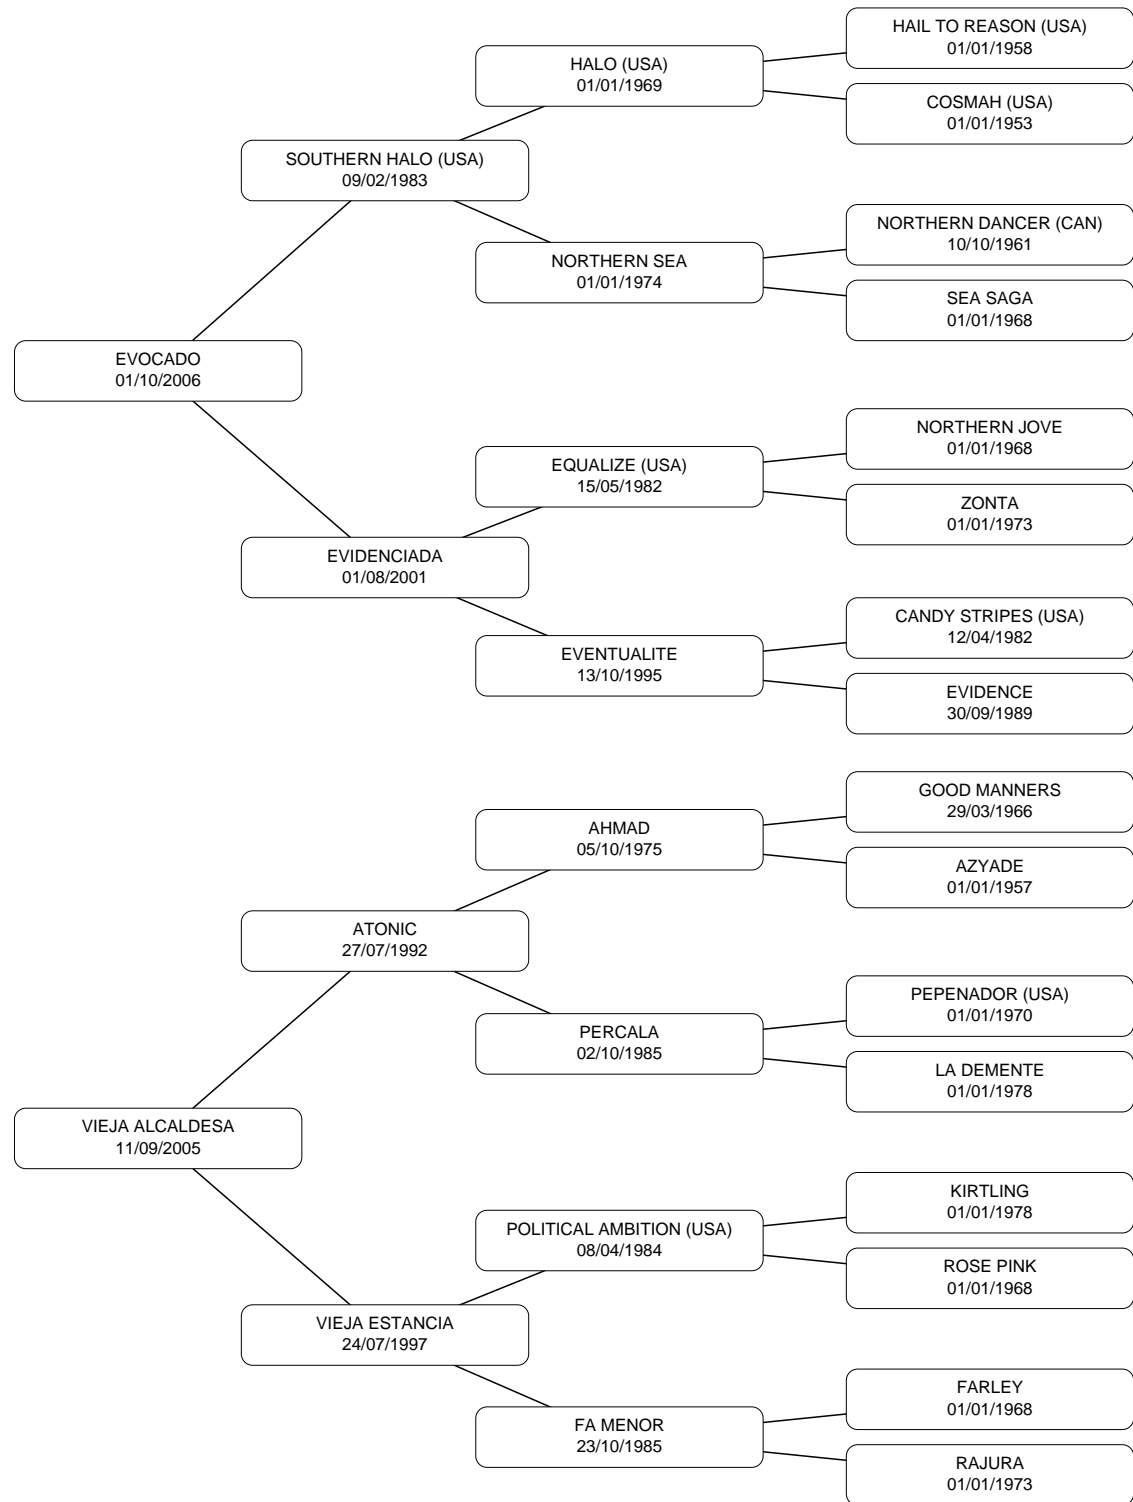 HAIL TO REASON (USA)
01/01/1958
HALO (USA)
01/01/1969
COSMAH (USA)
01/01/1953
SOUTHERN HALO (USA)
09/02/1983
NORTHERN DANCER (CAN)
10/10/1961
NORTHERN SEA
01/01/1974
SEA SAGA
01/01/1968
EVOCADO
01/10/2006
NORTHERN JOVE
01/01/1968
EQUALIZE (USA)
15/05/1982
ZONTA
01/01/1973
EVIDENCIADA
01/08/2001
CANDY STRIPES (USA)
12/04/1982
EVENTUALITE
13/10/1995
EVIDENCE
30/09/1989
GOOD MANNERS
29/03/1966
AHMAD
05/10/1975
AZYADE
01/01/1957
ATONIC
27/07/1992
PEPENADOR (USA)
01/01/1970
PERCALA
02/10/1985
LA DEMENTE
01/01/1978
VIEJA ALCALDESA
11/09/2005
KIRTLING
01/01/1978
POLITICAL AMBITION (USA)
08/04/1984
ROSE PINK
01/01/1968
VIEJA ESTANCIA
24/07/1997
FARLEY
01/01/1968
FA MENOR
23/10/1985
RAJURA
01/01/1973